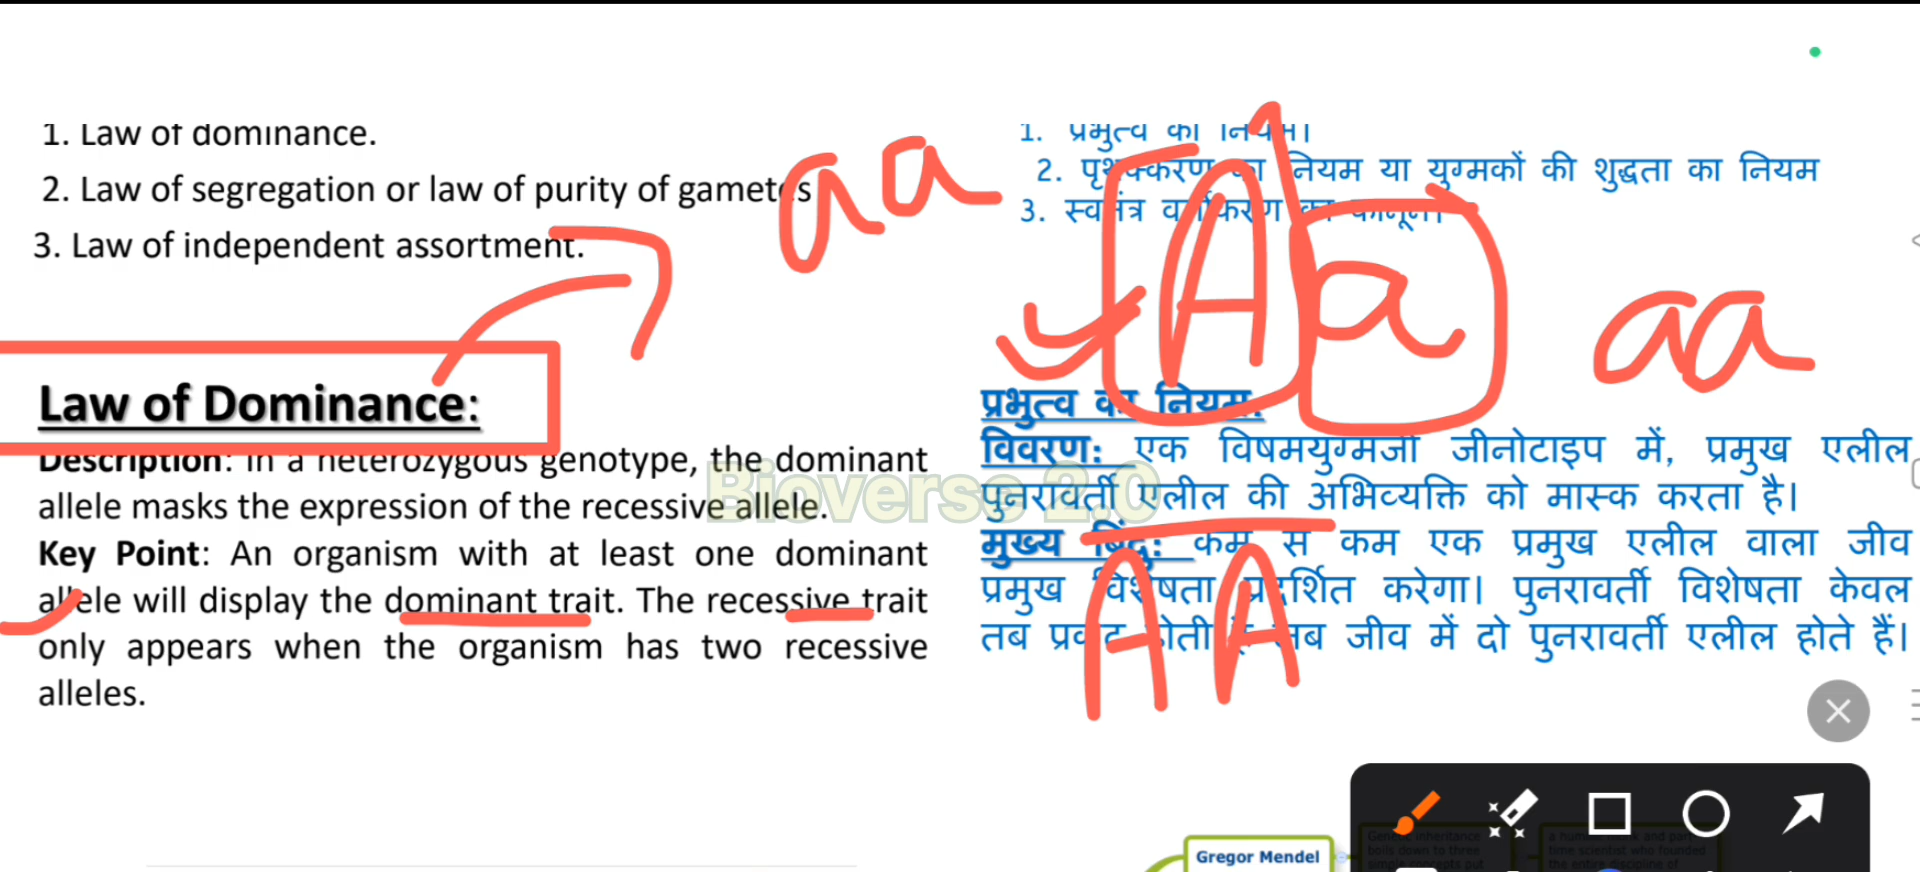 1. Law of dominance.
2. Law of segregation or law of purity of gametes
3. Law of independent assortment.
aa
1. प्रभुत्व का नियम।
2. पृथक्करण का नियम या युग्मकों की शुद्धता का नियम
3. स्वतंत्र वर्गीकरण का कानून।
A a
aa
Law of Dominance:
Description: In a heterozygous genotype, the dominant
allele masks the expression of the recessive allele.
Key Point: An organism with at least one dominant
allele will display the dominant trait. The recessive trait
only appears when the organism has two recessive
alleles.
प्रभुत्व का नियम:
विवरण: एक विषमयुग्मजी जीनोटाइप में, प्रमुख एलील
पुनरावर्ती एलील की अभिव्यक्ति को मास्क करता है।
मुख्य बिंदु: कम से कम एक प्रमुख एलील वाला जीव
प्रमुख विशेषता प्रदर्शित करेगा। पुनरावर्ती विशेषता केवल
तब प्रकट होती है जब जीव में दो पुनरावर्ती एलील होते हैं।
AA
Bioverse 2.0
Gregor Mendel